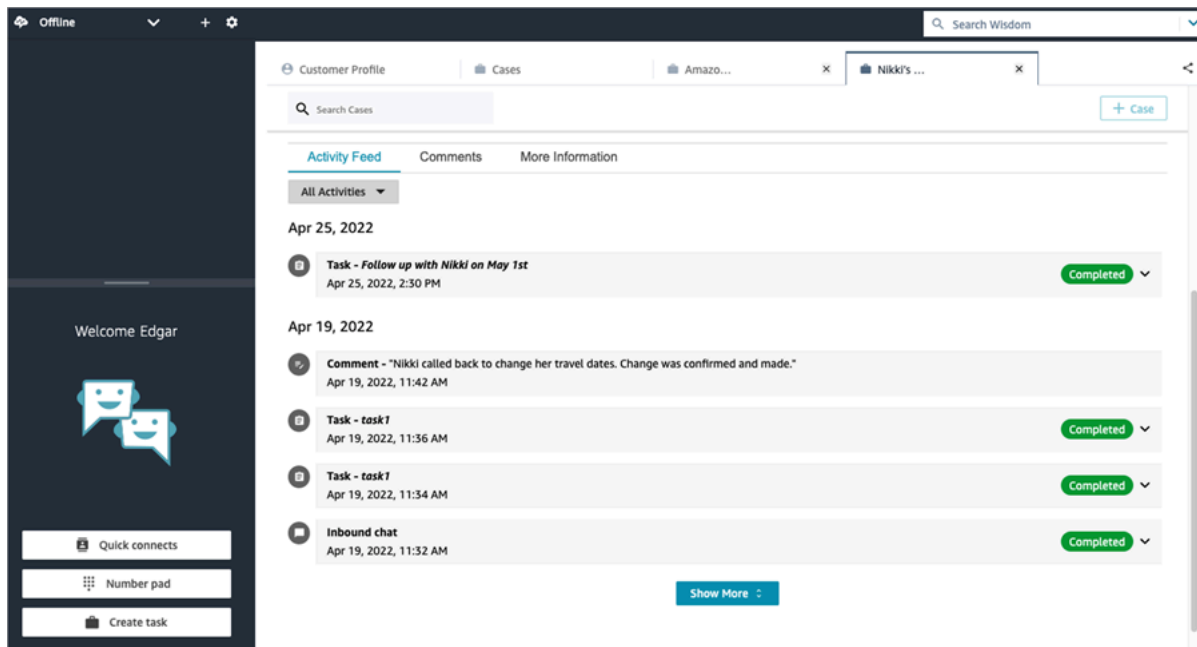 Offline
Search Wisdom
Customer Profile
Cases
Amazo...
Nikki's ...
Search Cases
+ Case
Activity Feed
Comments
More Information
All Activities
Apr 25, 2022
Task - Follow up with Nikki on May 1st
Completed
Apr 25, 2022, 2:30 PM
Apr 19, 2022
Comment - "Nikki called back to change her travel dates. Change was confirmed and made."
Apr 19, 2022, 11:42 AM
Task - task1
Completed
Apr 19, 2022, 11:36 AM
Task - task1
Completed
Apr 19, 2022, 11:34 AM
Inbound chat
Completed
Apr 19, 2022, 11:32 AM
Show More
Welcome Edgar
Quick connects
Number pad
Create task